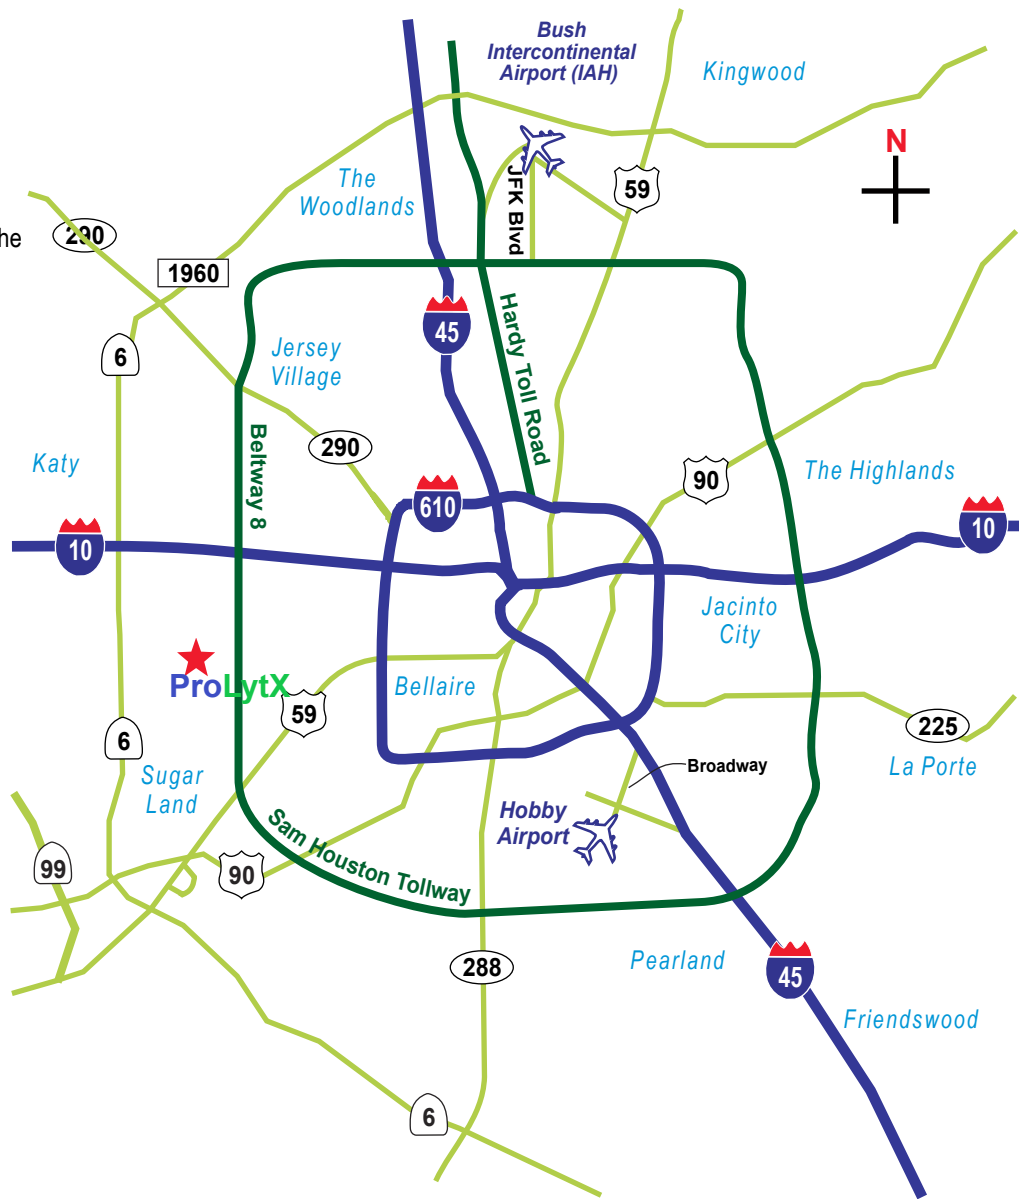 Bush
Intercontinental
Airport (IAH)
Kingwood
N
The
Woodlands
JFK Blvd
59
he
290
1960
45
Hardy Toll Road
6
Jersey
Village
Beltway 8
290
Katy
90
The Highlands
610
10
10
Jacinto
City
ProLytX
Bellaire
59
6
225
Sugar
Land
Broadway
La Porte
Hobby
Airport
Sam Houston Tollway
99
90
288
Pearland
45
Friendswood
6